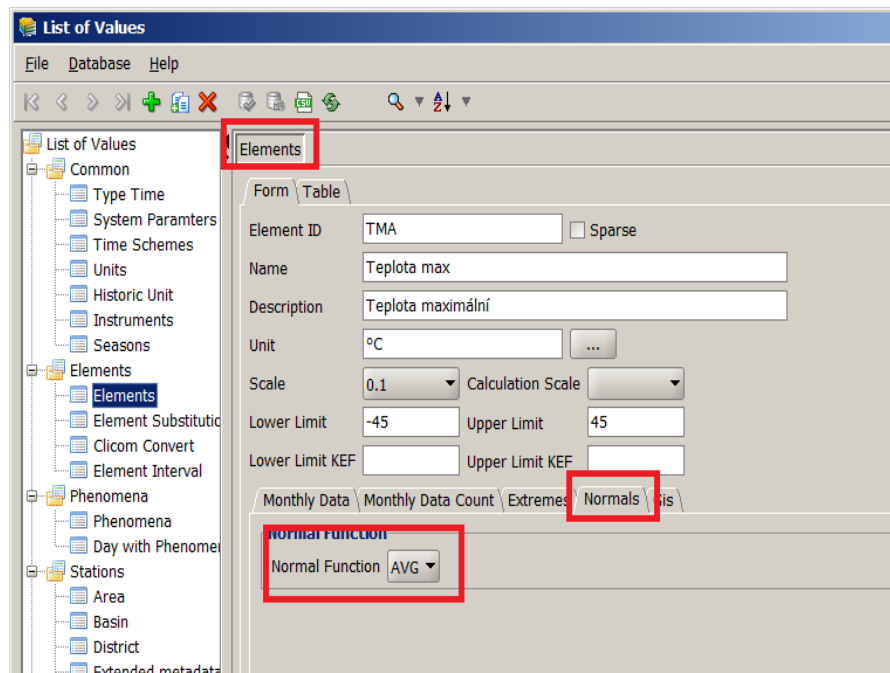 List of Values
File Database Help
List of Values
Common
Type Time
System Paramters
Time Schemes
Units
Historic Unit
Instruments
Seasons
Elements
Elements
Element Substitutio
Clicom Convert
Element Interval
Phenomena
Phenomena
Day with Phenomer
Stations
Area
Basin
District
Extended metadata
Elements
Form Table
Element ID TMA Sparse
Name Teplota max
Description Teplota maximální
Unit °C ...
Scale 0.1 Calculation Scale
Lower Limit -45 Upper Limit 45
Lower Limit KEF Upper Limit KEF
Monthly Data Monthly Data Count Extremes Normals Gis
Normal Function
Normal Function AVG